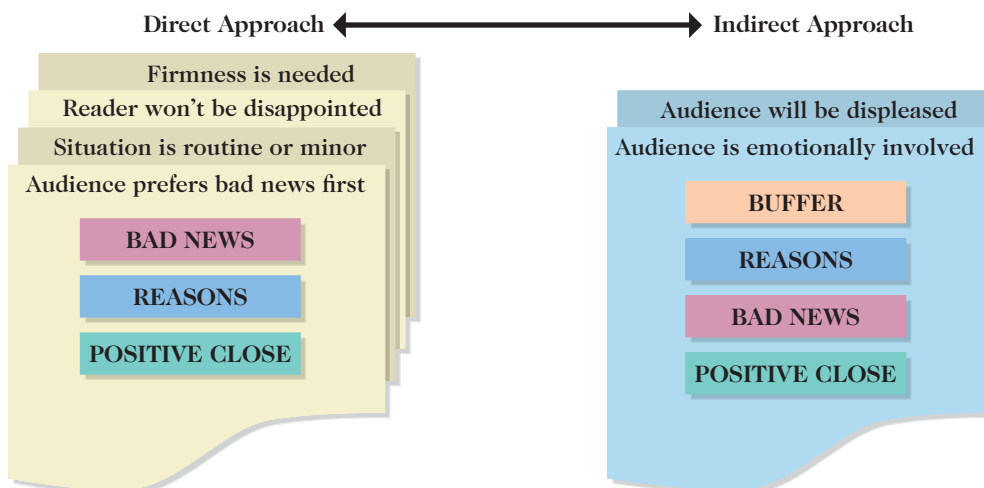 Direct Approach
Indirect Approach
Firmness is needed
Reader won't be disappointed
Situation is routine or minor
Audience prefers bad news first
BAD NEWS
REASONS
POSITIVE CLOSE
Audience will be displeased
Audience is emotionally involved
BUFFER
REASONS
BAD NEWS
POSITIVE CLOSE